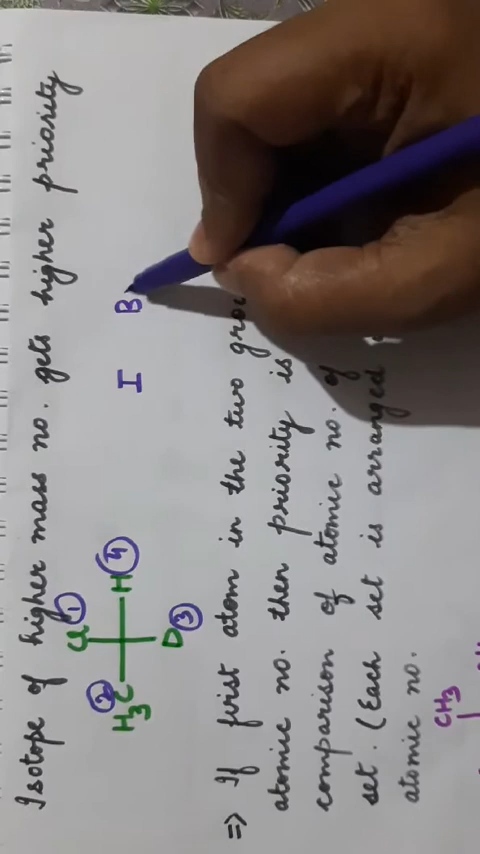 Isotope of higher mass no. gets higher priority
Cl ①
② H3C H ④
D ③
I B
=> If first atom in the two
atomic no. then priority is
comparison of atomic no. of
set. (Each set is arranged
atomic no.
CH3